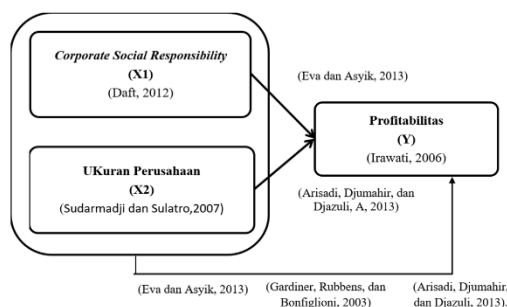 Corporate Social Responsibility
(X1)
(Daft, 2012)
(Eva dan Asyik, 2013)
Profitabilitas
(Y)
(Irawati, 2006)
UKuran Perusahaan
(X2)
(Sudarmadji dan Sulatro,2007)
(Arisadi, Djumahir, dan
Djazuli, A, 2013)
(Eva dan Asyik, 2013)
(Gardiner, Rubbens, dan
Bonfiglioni, 2003)
(Arisadi, Djumahir,
dan Djazuli, 2013).